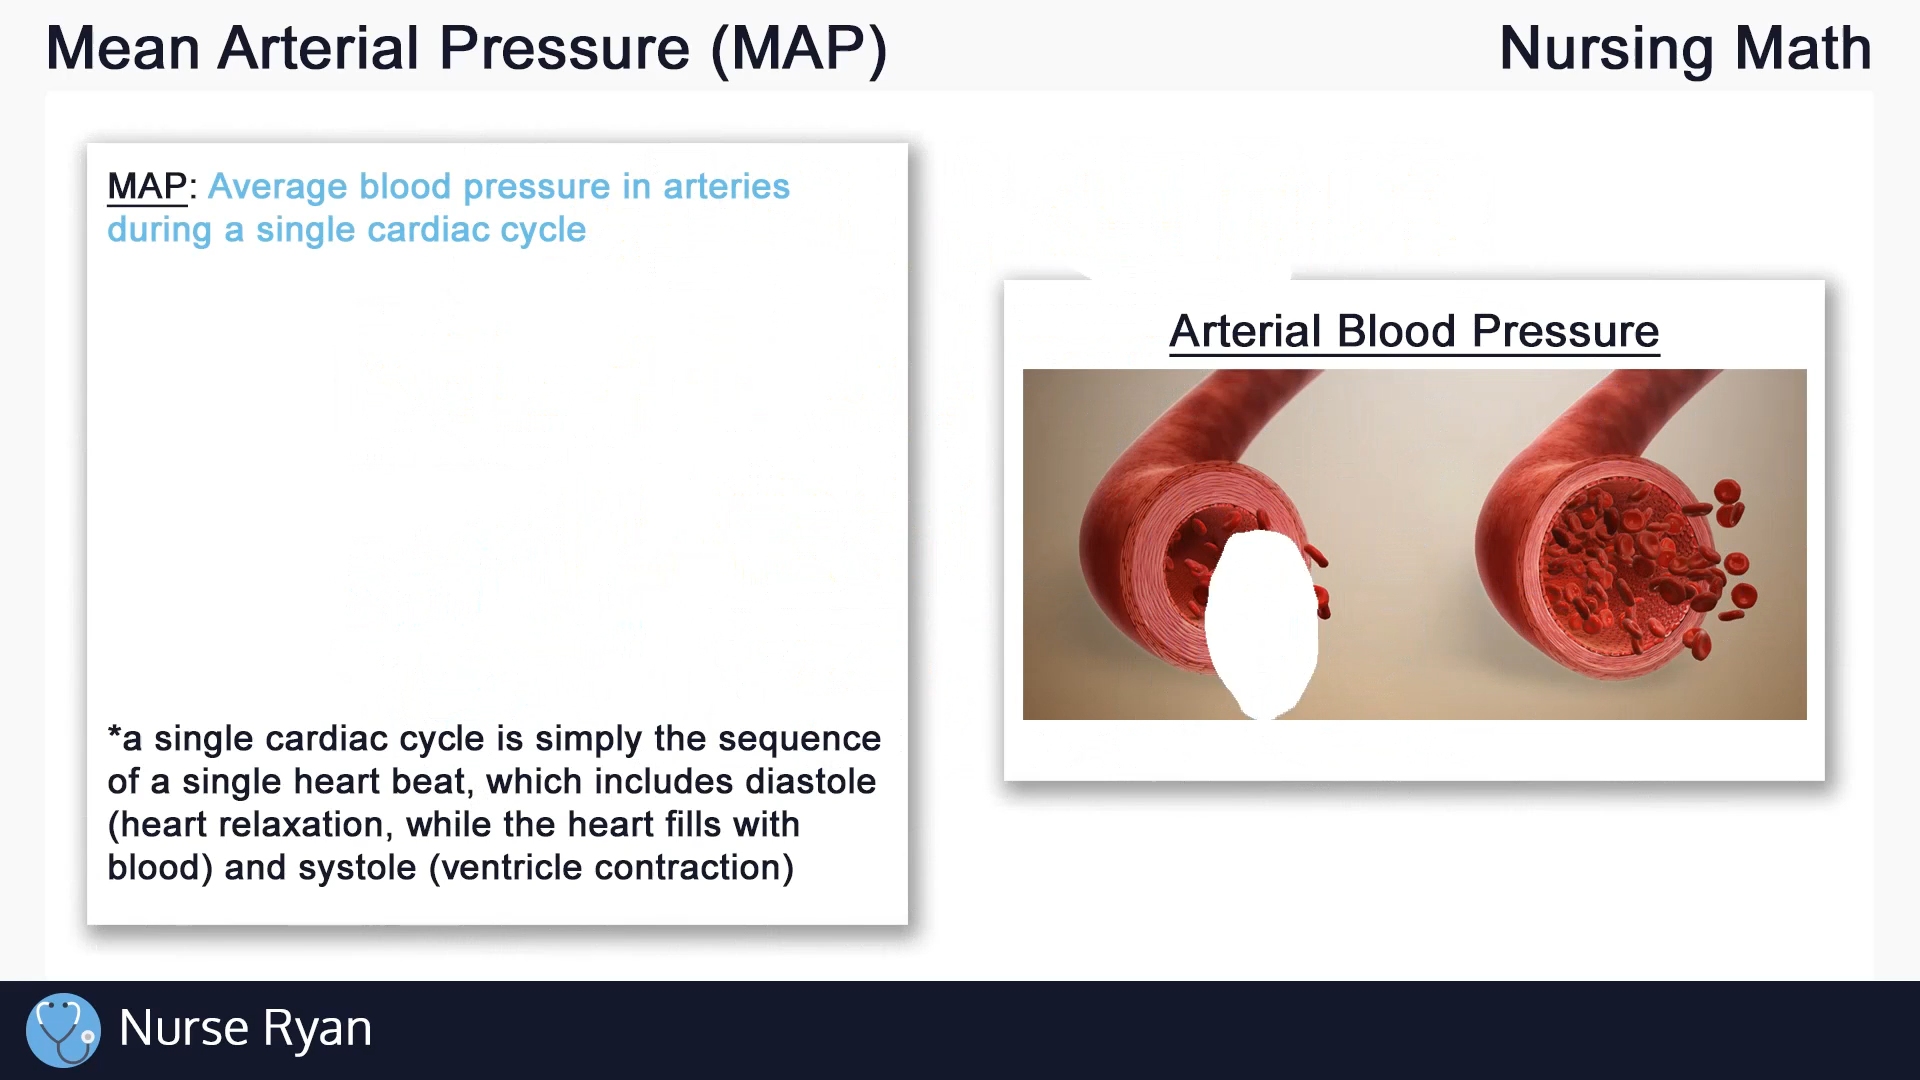 Mean Arterial Pressure (MAP)
Nursing Math
MAP: Average blood pressure in arteries
during a single cardiac cycle
*a single cardiac cycle is simply the sequence
of a single heart beat, which includes diastole
(heart relaxation, while the heart fills with
blood) and systole (ventricle contraction)
Arterial Blood Pressure
Nurse Ryan